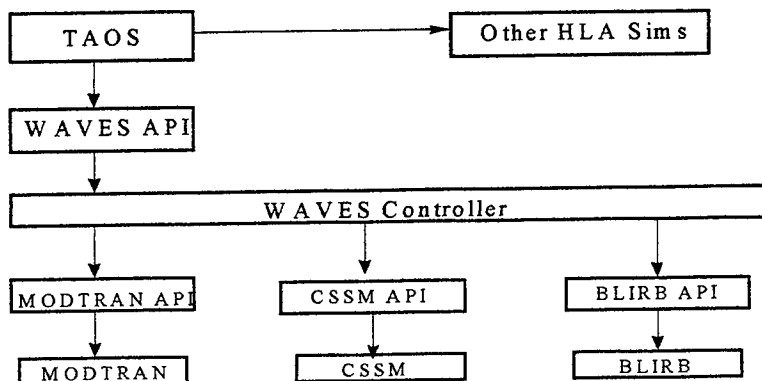 TAOS
Other HLA Sims
WAVES API
WAVES Controller
MODTRAN API
CSSM API
BLIRB API
MODTRAN
CSSM
BLIRB